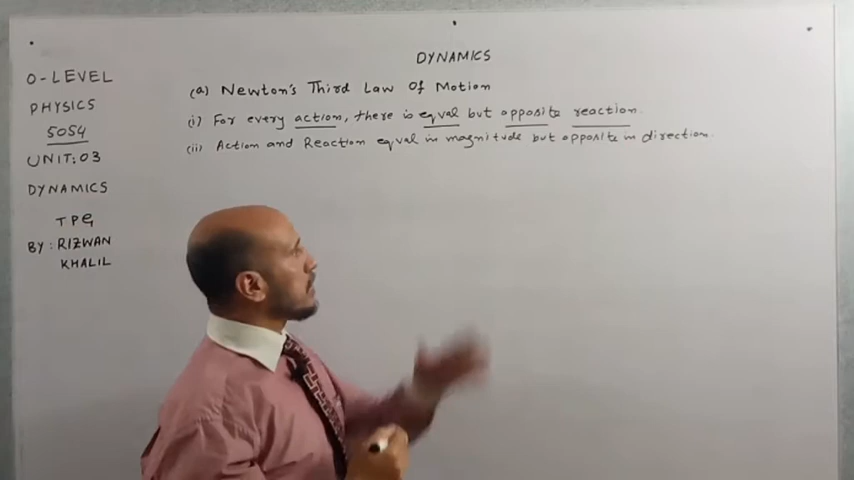 O-LEVEL
PHYSICS
5054
UNIT: 03
DYNAMICS
TPG
BY: RIZWAN
KHALIL
DYNAMICS
(a) Newton's Third Law Of Motion
(i) For every action, there is equal but opposite reaction.
(ii) Action and Reaction equal in magnitude but opposite in direction.